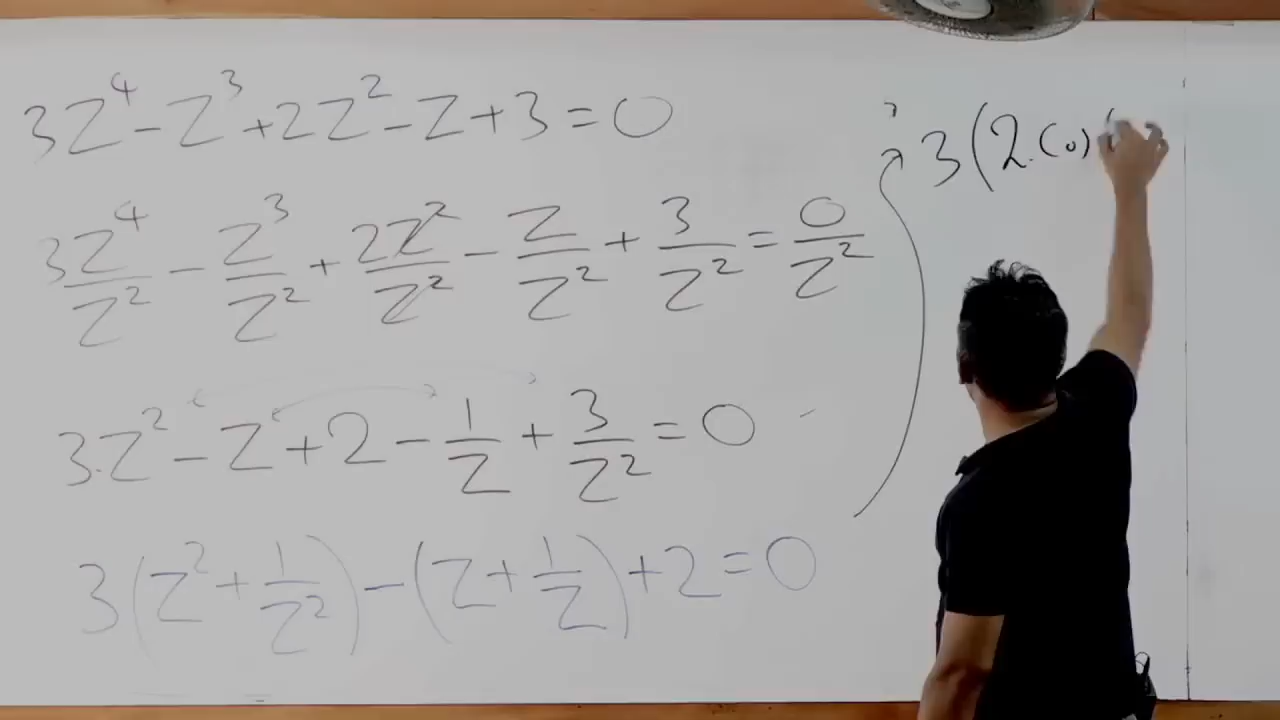 3z⁴ - z³ + 2z² - z + 3 = 0
3z⁴/z² - z³/z² + 2z²/z² - z/z² + 3/z² = 0/z²
3z² - z + 2 - 1/z + 3/z² = 0
3(z² + 1/z²) - (z + 1/z) + 2 = 0
3(2.Co)(